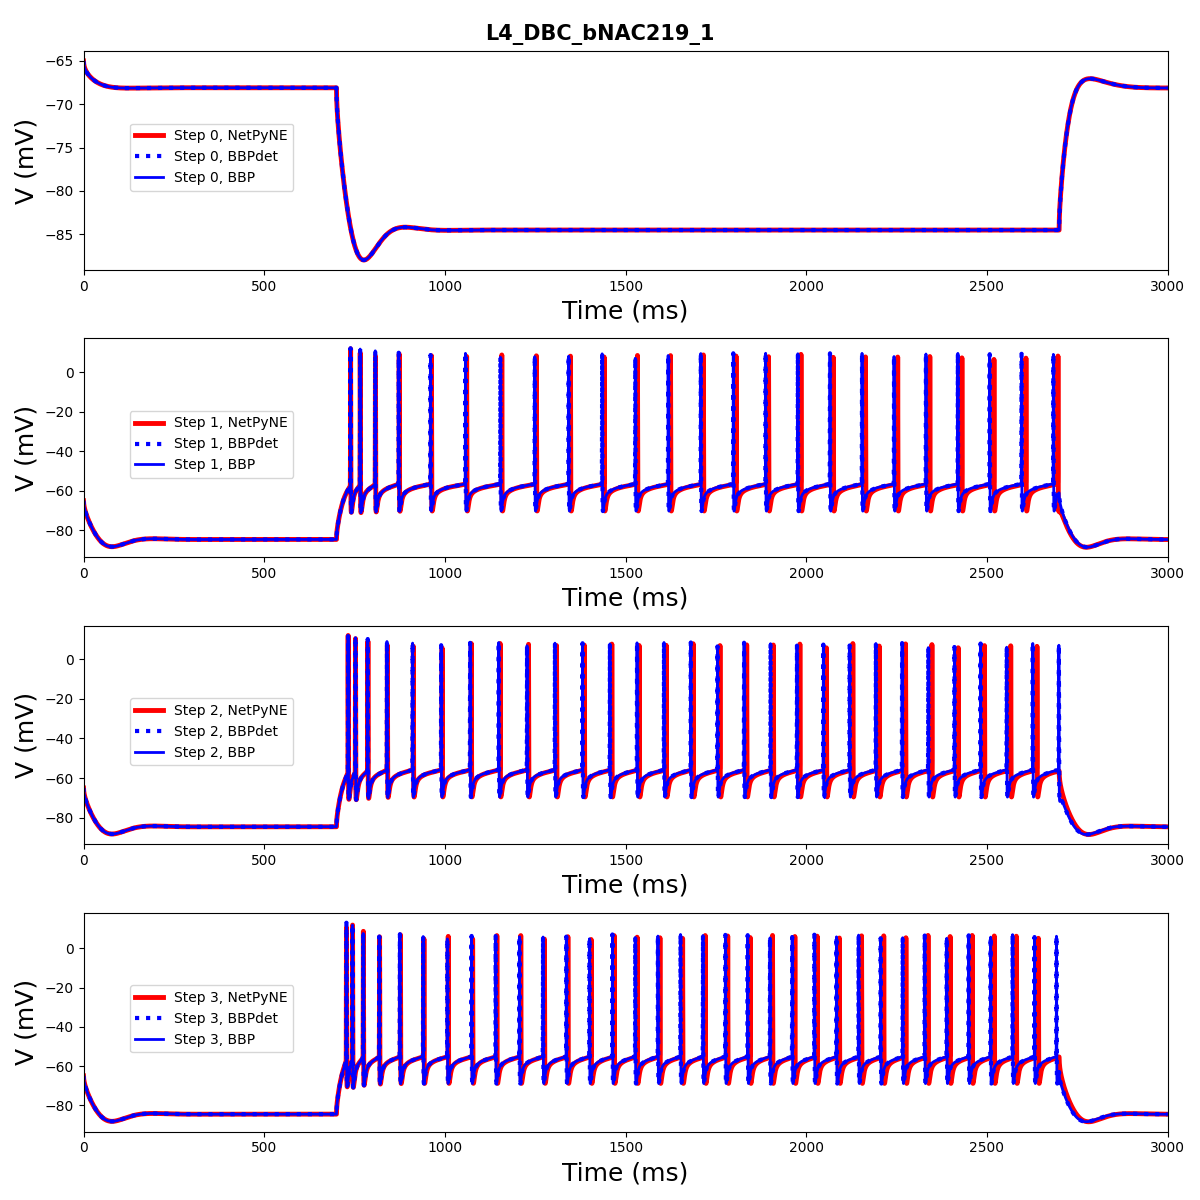 L4_DBC_bNAC219_1
−65
−70
−75
−80
−85
V (mV)
Step 0, NetPyNE
Step 0, BBPdet
Step 0, BBP
0 500 1000 1500 2000 2500 3000
Time (ms)
0
−20
−40
−60
−80
V (mV)
Step 1, NetPyNE
Step 1, BBPdet
Step 1, BBP
0 500 1000 1500 2000 2500 3000
Time (ms)
0
−20
−40
−60
−80
V (mV)
Step 2, NetPyNE
Step 2, BBPdet
Step 2, BBP
0 500 1000 1500 2000 2500 3000
Time (ms)
0
−20
−40
−60
−80
V (mV)
Step 3, NetPyNE
Step 3, BBPdet
Step 3, BBP
0 500 1000 1500 2000 2500 3000
Time (ms)